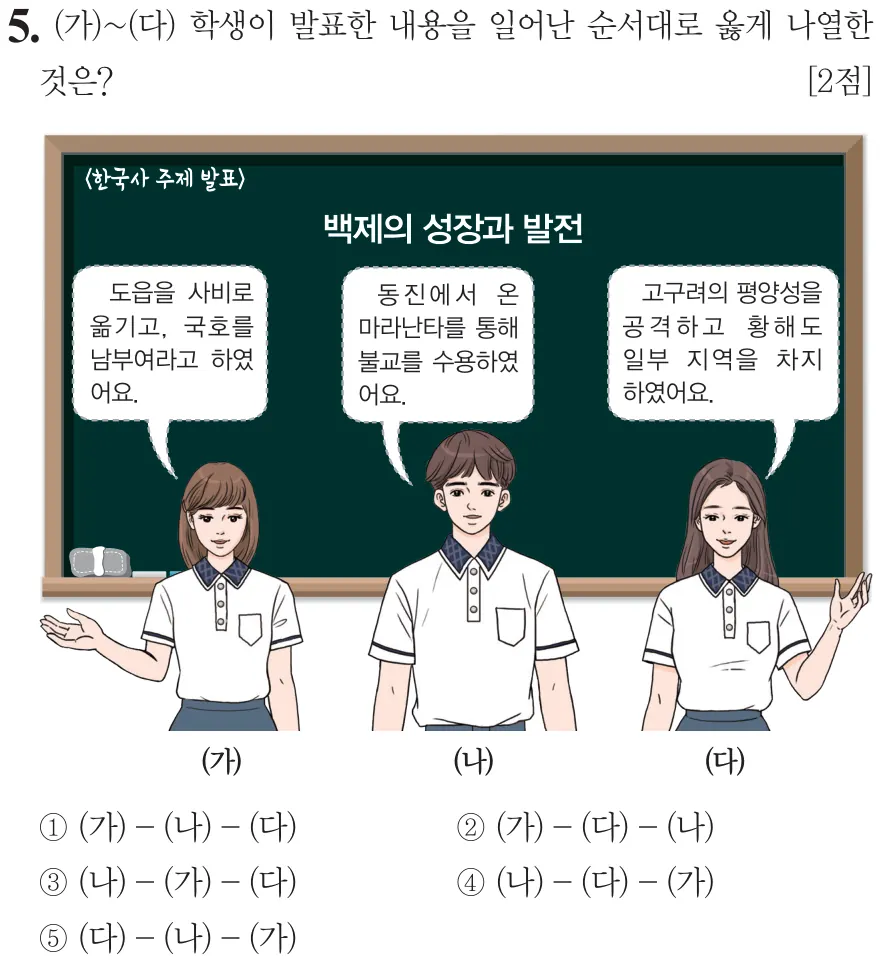 5. (가)~(다) 학생이 발표한 내용을 일어난 순서대로 옳게 나열한
것은? [2점]
<한국사 주제 발표>
백제의 성장과 발전
도읍을 사비로
옮기고, 국호를
남부여라고 하였
어요.
동진에서 온
마라난타를 통해
불교를 수용하였
어요.
고구려의 평양성을
공격하고 황해도
일부 지역을 차지
하였어요.
(가) (나) (다)
① (가) – (나) – (다) ② (가) – (다) – (나)
③ (나) – (가) – (다) ④ (나) – (다) – (가)
⑤ (다) – (나) – (가)